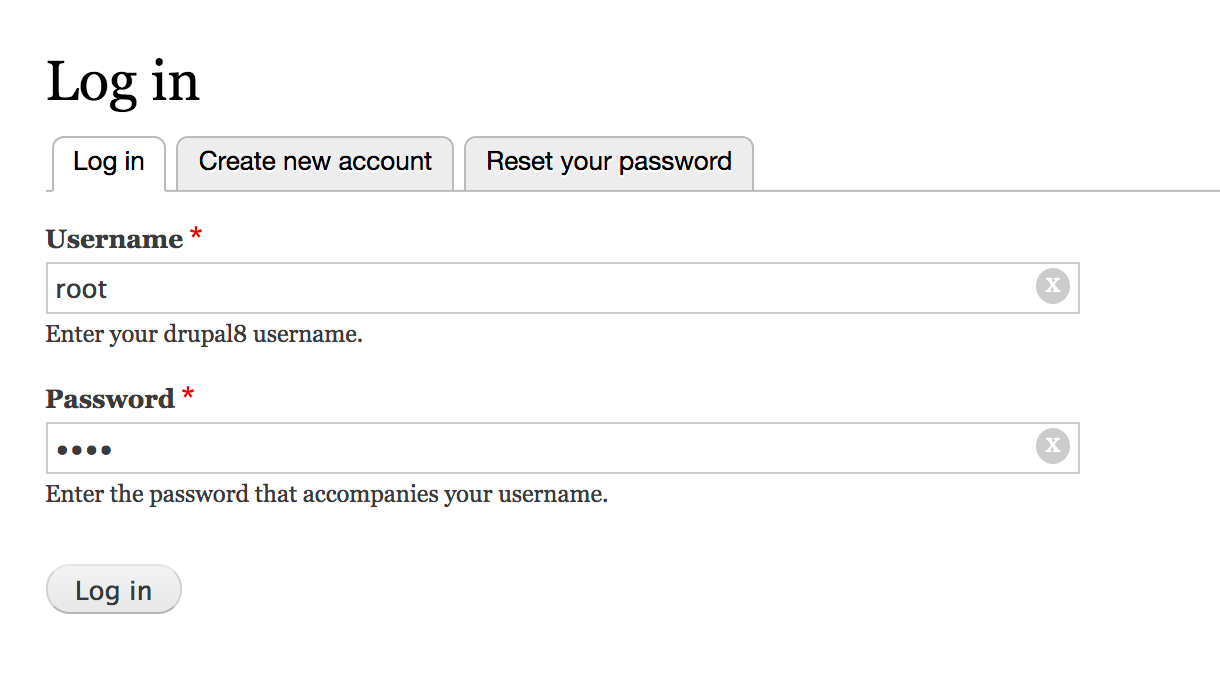 Log in
Log in Create new account Reset your password
Username *
root X
Enter your drupal8 username.
Password *
•••• X
Enter the password that accompanies your username.
Log in